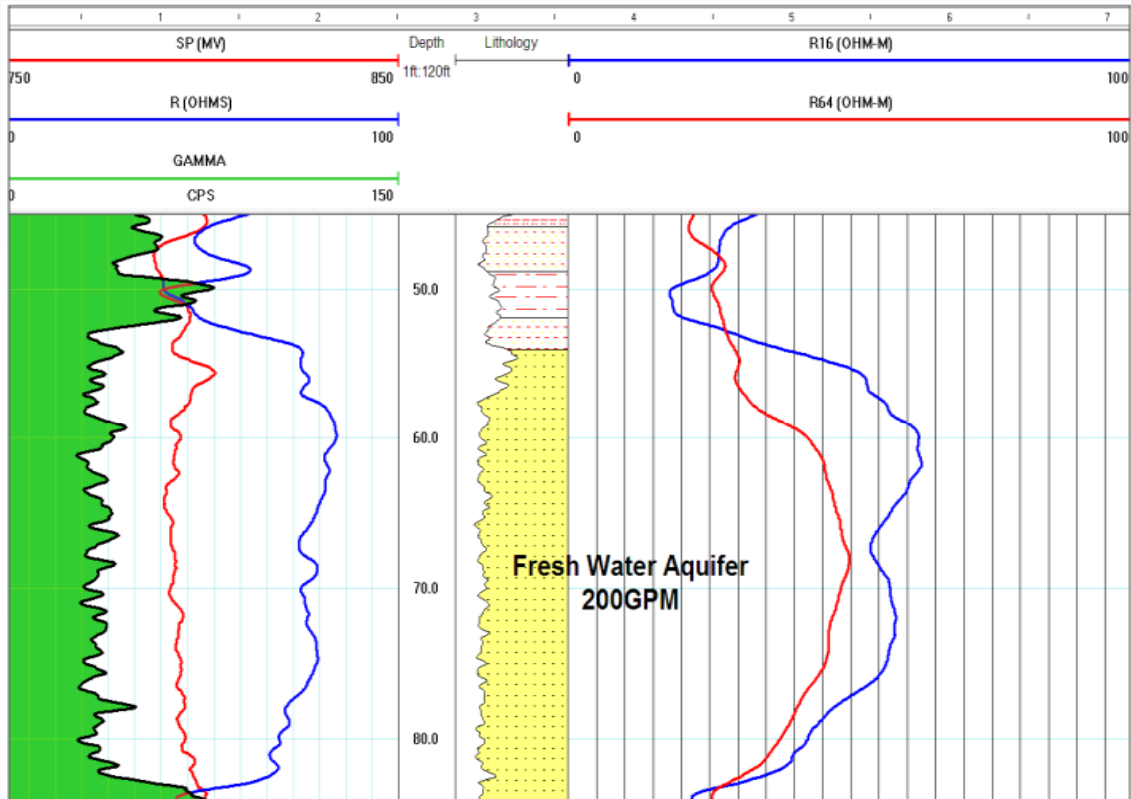 1 2 3 4 5 6 7
SP (MV) Depth Lithology R16 (OHM-M)
750 850 1ft:120ft 0 100
R (OHMS) R64 (OHM-M)
0 100 0 100
GAMMA
0 CPS 150
50.0
60.0
Fresh Water Aquifer
70.0 200GPM
80.0